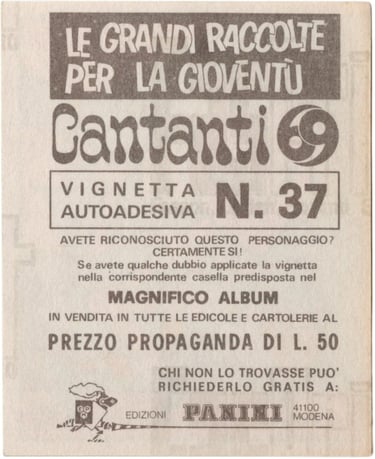 LE GRANDI RACCOLTE
PER LA GIOVENTÙ
Cantanti 69
VIGNETTA
AUTOADESIVA N. 37
AVETE RICONOSCIUTO QUESTO PERSONAGGIO?
CERTAMENTE SI!
Se avete qualche dubbio applicate la vignetta
nella corrispondente casella predisposta nel
MAGNIFICO ALBUM
IN VENDITA IN TUTTE LE EDICOLE E CARTOLERIE AL
PREZZO PROPAGANDA DI L. 50
CHI NON LO TROVASSE PUO'
RICHIEDERLO GRATIS A:
EDIZIONI PANINI 41100
MODENA